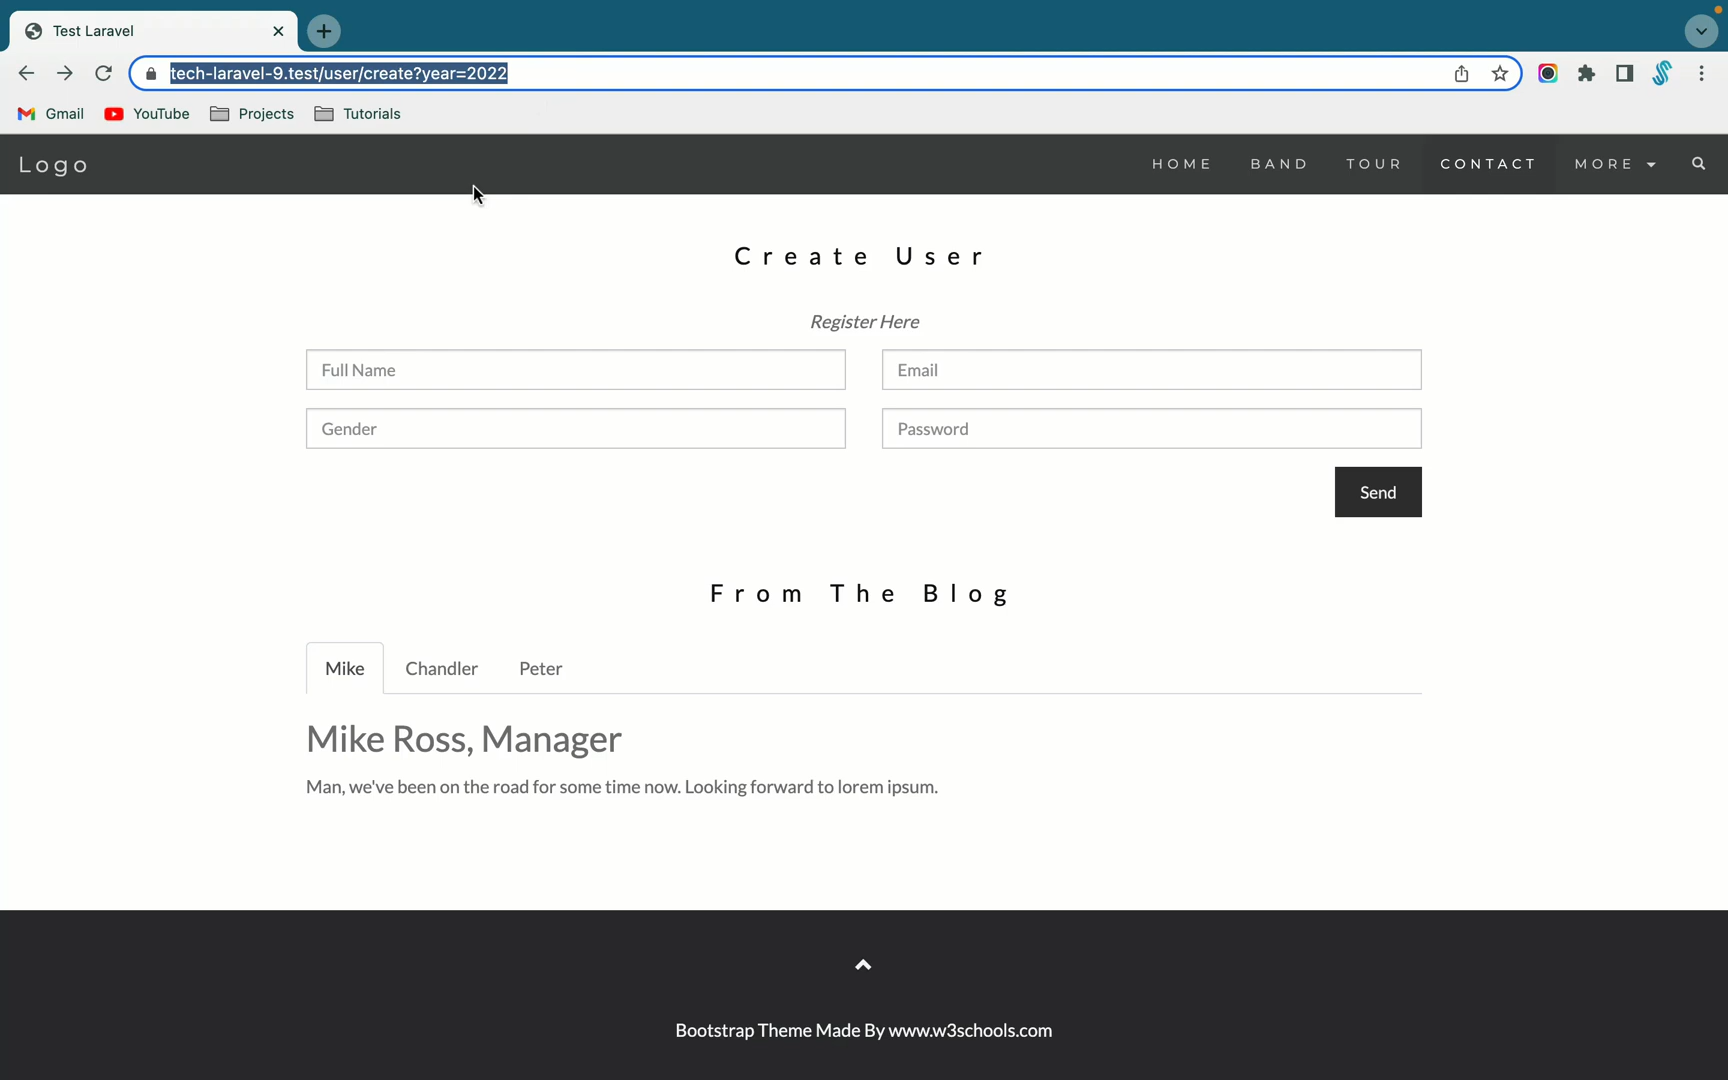 Test Laravel
tech-laravel-9.test/user/create?year=2022
Gmail YouTube Projects Tutorials
Logo HOME BAND TOUR CONTACT MORE
Create User
Register Here
Full Name Email
Gender Password
Send
From The Blog
Mike Chandler Peter
Mike Ross, Manager
Man, we've been on the road for some time now. Looking forward to lorem ipsum.
Bootstrap Theme Made By www.w3schools.com